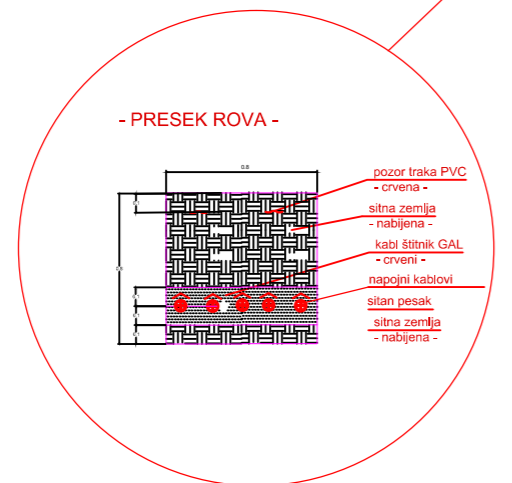 - PRESEK ROVA -
0.8
pozor traka PVC
- crvena -
sitna zemlja
- nabijena -
kabl štitnik GAL
- crveni -
napojni kablovi
sitan pesak
sitna zemlja
- nabijena -